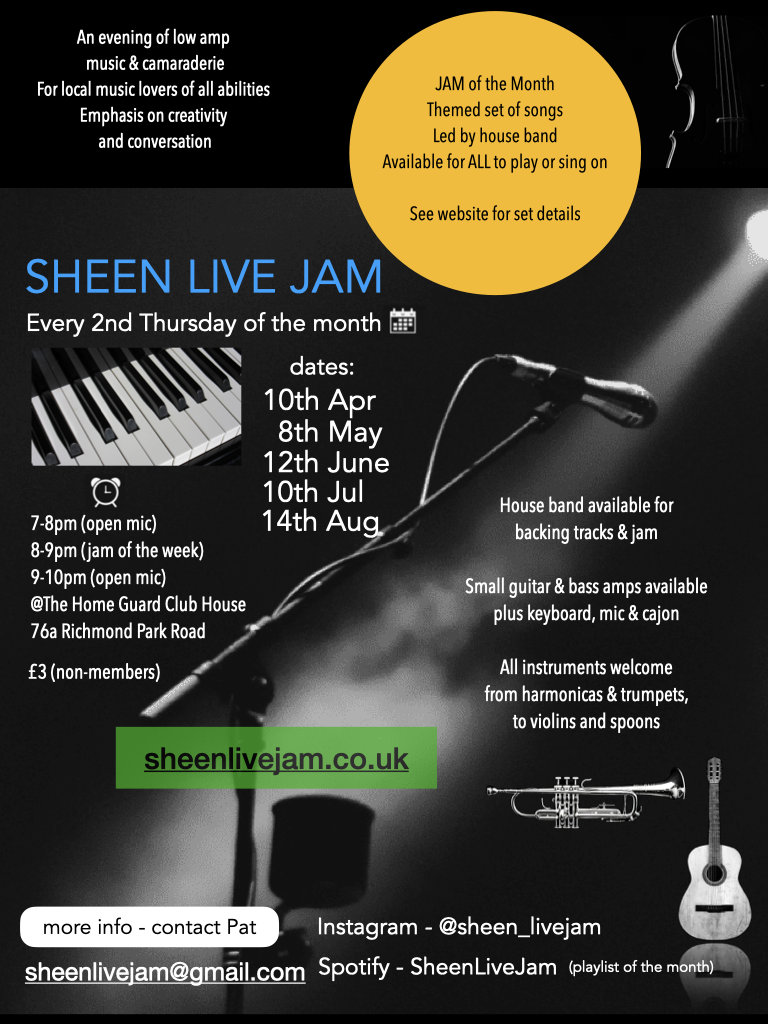 An evening of low amp
music & camaraderie
For local music lovers of all abilities
Emphasis on creativity
and conversation
JAM of the Month
Themed set of songs
Led by house band
Available for ALL to play or sing on
See website for set details
SHEEN LIVE JAM
Every 2nd Thursday of the month
dates:
10th Apr
8th May
12th June
10th Jul
14th Aug
7-8pm (open mic)
8-9pm (jam of the week)
9-10pm (open mic)
@The Home Guard Club House
76a Richmond Park Road
£3 (non-members)
House band available for
backing tracks & jam
Small guitar & bass amps available
plus keyboard, mic & cajon
All instruments welcome
from harmonicas & trumpets,
to violins and spoons
sheenlivejam.co.uk
more info - contact Pat
sheenlivejam@gmail.com
Instagram - @sheen_livejam
Spotify - SheenLiveJam (playlist of the month)